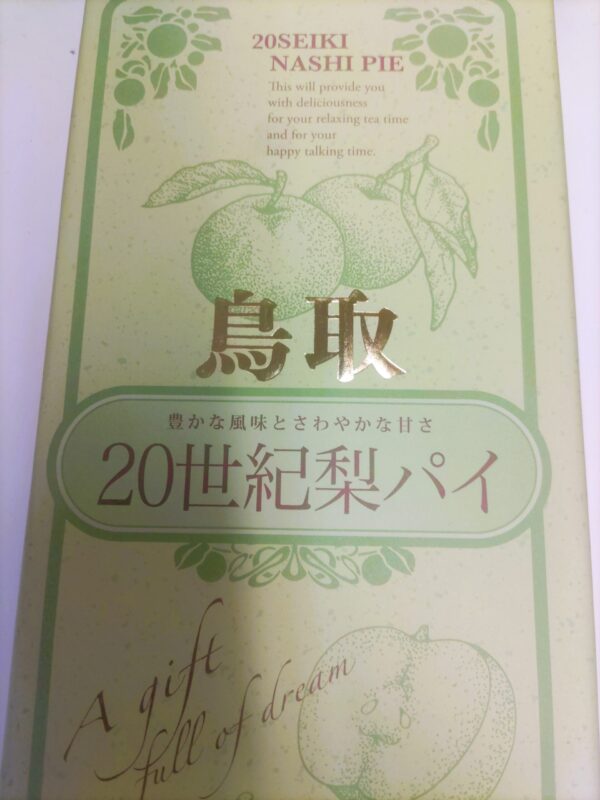 20SEIKI
NASHI PIE
This will provide you
with deliciousness
for your relaxing tea time
and for your
happy talking time.
鳥取
豊かな風味とさわやかな甘さ
20世紀梨パイ
A gift
full of dream